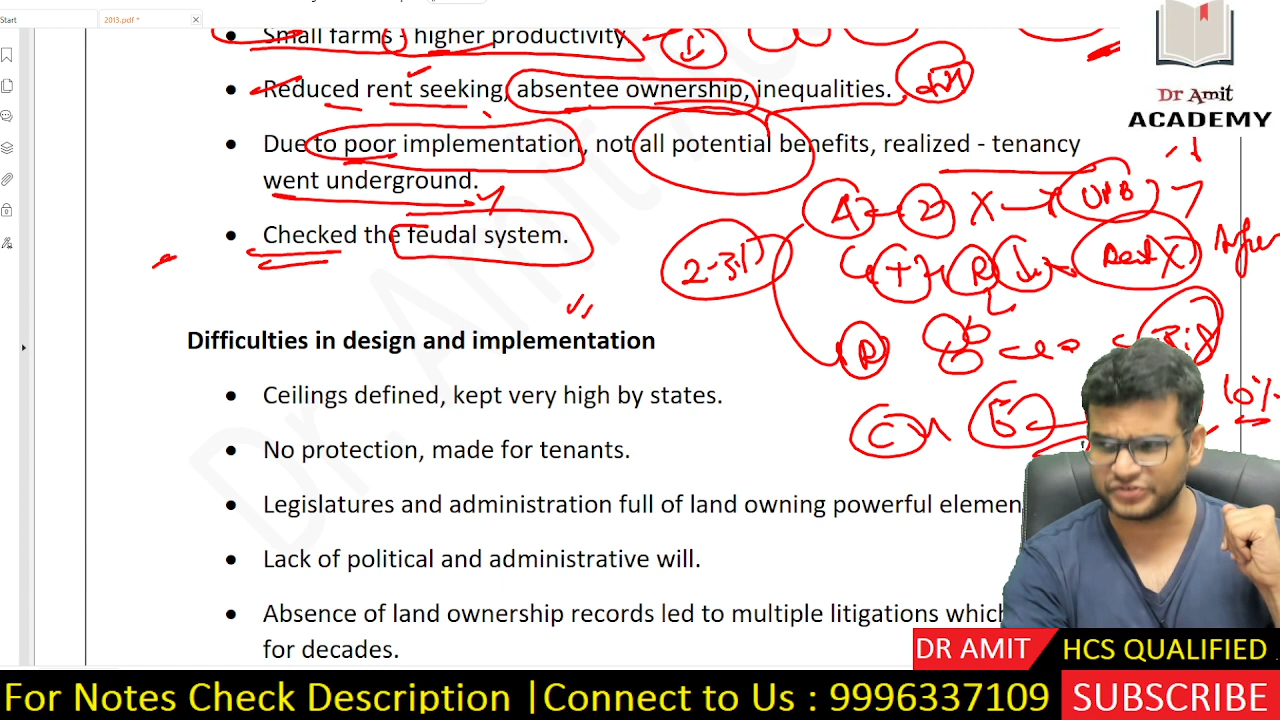 Start
2013.pdf *
Small farms - higher productivity
Reduced rent seeking, absentee ownership, inequalities.
Due to poor implementation, not all potential benefits, realized - tenancy
went underground.
Checked the feudal system.
2-3%
10%
Difficulties in design and implementation
Ceilings defined, kept very high by states.
No protection, made for tenants.
Legislatures and administration full of land owning powerful elemen
Lack of political and administrative will.
Absence of land ownership records led to multiple litigations which
for decades.
Dr Amit
ACADEMY
DR AMIT HCS QUALIFIED
For Notes Check Description |Connect to Us : 9996337109 SUBSCRIBE